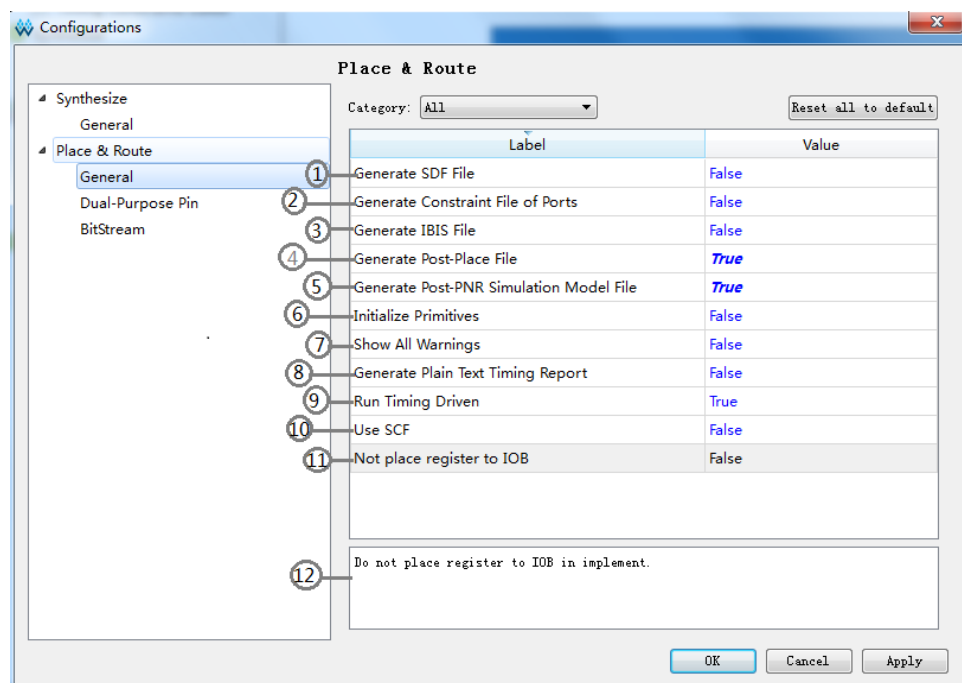 Configurations
x
Place & Route
Synthesize
General
Place & Route
General
Dual-Purpose Pin
BitStream
Category: All
Reset all to default
Label Value
1 Generate SDF File False
2 Generate Constraint File of Ports False
3 Generate IBIS File False
4 Generate Post-Place File True
5 Generate Post-PNR Simulation Model File True
6 Initialize Primitives False
7 Show All Warnings False
8 Generate Plain Text Timing Report False
9 Run Timing Driven True
10 Use SCF False
11 Not place register to IOB False
12 Do not place register to IOB in implement.
OK Cancel Apply